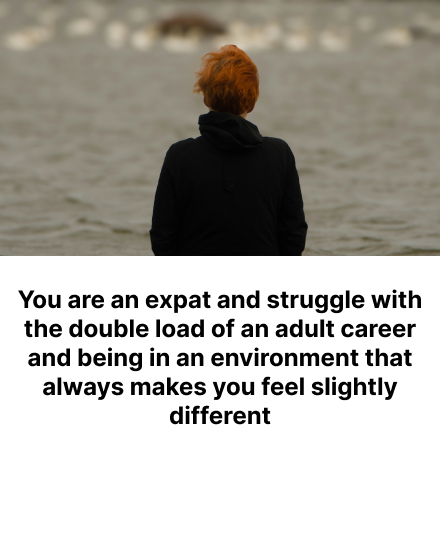 You are an expat and struggle with
the double load of an adult career
and being in an environment that
always makes you feel slightly
different